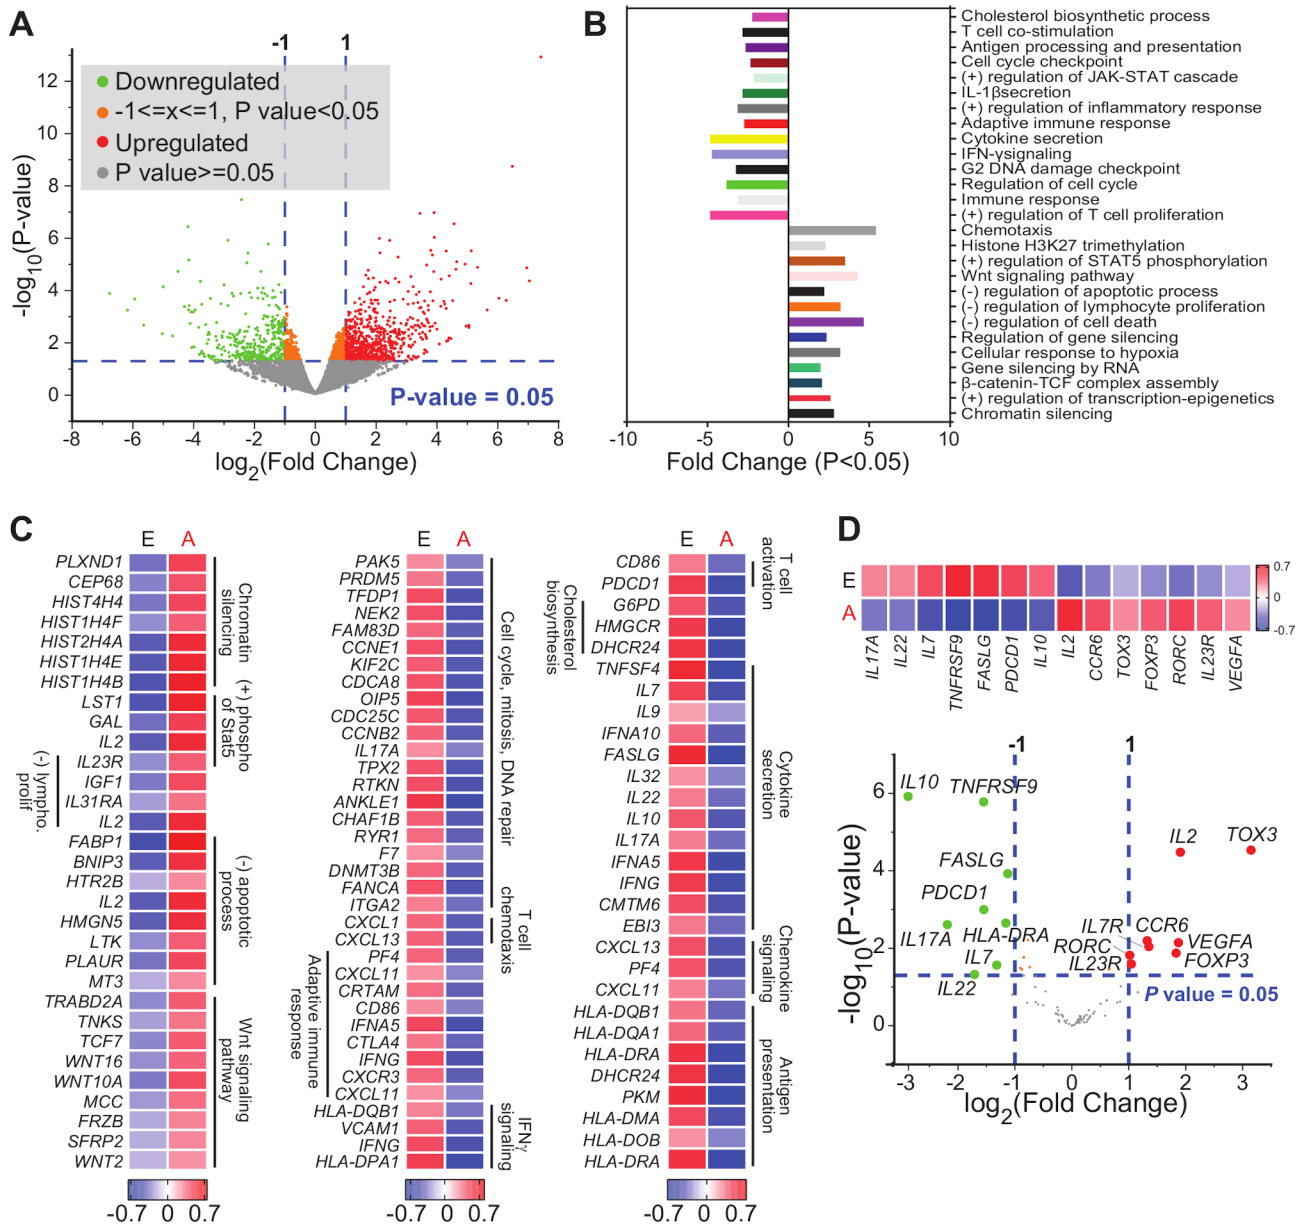 A
-1
1
Downregulated
-1<=x<=1, P value<0.05
Upregulated
P value>=0.05
12
10
8
6
4
2
0
-log10(P-value)
P-value = 0.05
-8
-6
-4
-2
0
2
4
6
8
log2(Fold Change)
B
Cholesterol biosynthetic process
T cell co-stimulation
Antigen processing and presentation
Cell cycle checkpoint
(+) regulation of JAK-STAT cascade
IL-1βsecretion
(+) regulation of inflammatory response
Adaptive immune response
Cytokine secretion
IFN-γsignaling
G2 DNA damage checkpoint
Regulation of cell cycle
Immune response
(+) regulation of T cell proliferation
Chemotaxis
Histone H3K27 trimethylation
(+) regulation of STAT5 phosphorylation
Wnt signaling pathway
(-) regulation of apoptotic process
(-) regulation of lymphocyte proliferation
(-) regulation of cell death
Regulation of gene silencing
Cellular response to hypoxia
Gene silencing by RNA
β-catenin-TCF complex assembly
(+) regulation of transcription-epigenetics
Chromatin silencing
-10
-5
0
5
10
Fold Change (P<0.05)
C
E A
PLXND1
CEP68
HIST4H4
HIST1H4F
HIST2H4A
HIST1H4E
HIST1H4B
LST1
GAL
IL2
IL23R
IGF1
IL31RA
IL2
FABP1
BNIP3
HTR2B
IL2
HMGN5
LTK
PLAUR
MT3
TRABD2A
TNKS
TCF7
WNT16
WNT10A
MCC
FRZB
SFRP2
WNT2
Chromatin
silencing
(+) phospho
of Stat5
(-) lympho.
prolif
(-) apoptotic
process
Wnt signaling
pathway
-0.7 0 0.7
E A
PAK5
PRDM5
TFDP1
NEK2
FAM83D
CCNE1
KIF2C
CDCA8
OIP5
CDC25C
CCNB2
IL17A
TPX2
RTKN
ANKLE1
CHAF1B
RYR1
F7
DNMT3B
FANCA
ITGA2
CXCL1
CXCL13
PF4
CXCL11
CRTAM
CD86
IFNA5
CTLA4
IFNG
CXCR3
CXCL11
HLA-DQB1
VCAM1
IFNG
HLA-DPA1
Cell cycle, mitosis, DNA repair
T cell
chemotaxis
Adaptive immune
response
IFNγ
signaling
-0.7 0 0.7
E A
CD86
PDCD1
G6PD
HMGCR
DHCR24
TNFSF4
IL7
IL9
IFNA10
FASLG
IL32
IL22
IL10
IL17A
IFNA5
IFNG
CMTM6
EBI3
CXCL13
PF4
CXCL11
HLA-DQB1
HLA-DQA1
HLA-DRA
DHCR24
PKM
HLA-DMA
HLA-DOB
HLA-DRA
T cell
activation
Cholesterol
biosynthesis
Cytokine
secretion
Chemokine
signaling
Antigen
presentation
-0.7 0 0.7
D
E
A
IL17A
IL22
IL7
TNFRSF9
FASLG
PDCD1
IL10
IL2
CCR6
TOX3
FOXP3
RORC
IL23R
VEGFA
0.7
0
-0.7
-1
1
IL10
TNFRSF9
IL2
TOX3
FASLG
PDCD1
IL17A
HLA-DRA
IL7
IL22
IL7R
CCR6
RORC
VEGFA
IL23R
FOXP3
P value = 0.05
6
4
2
0
-log10(P-value)
-3
-2
-1
0
1
2
3
log2(Fold Change)